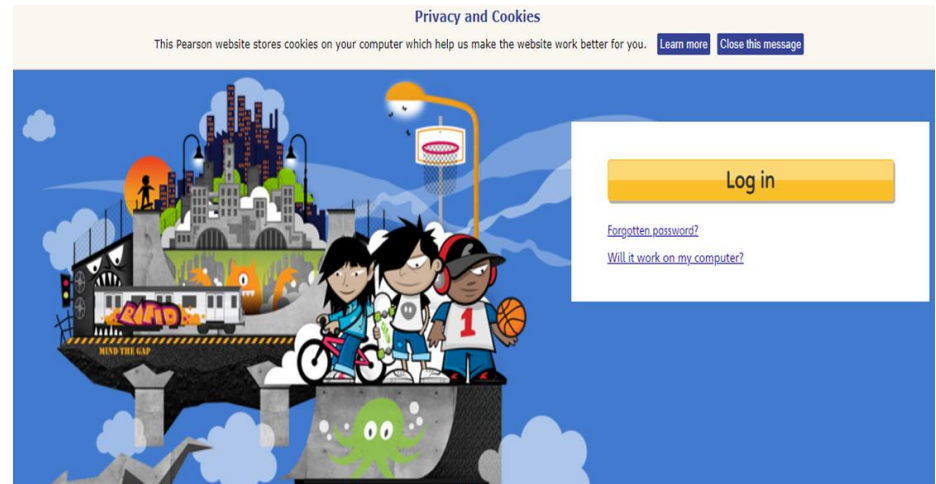 Privacy and Cookies
This Pearson website stores cookies on your computer which help us make the website work better for you. Learn more Close this message
Log in
Forgotten password?
Will it work on my computer?
MIND THE GAP
1